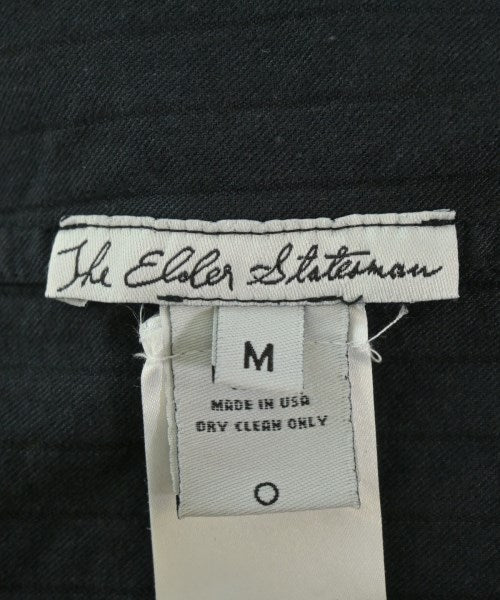 The Elder Statesman
M
MADE IN USA
DRY CLEAN ONLY